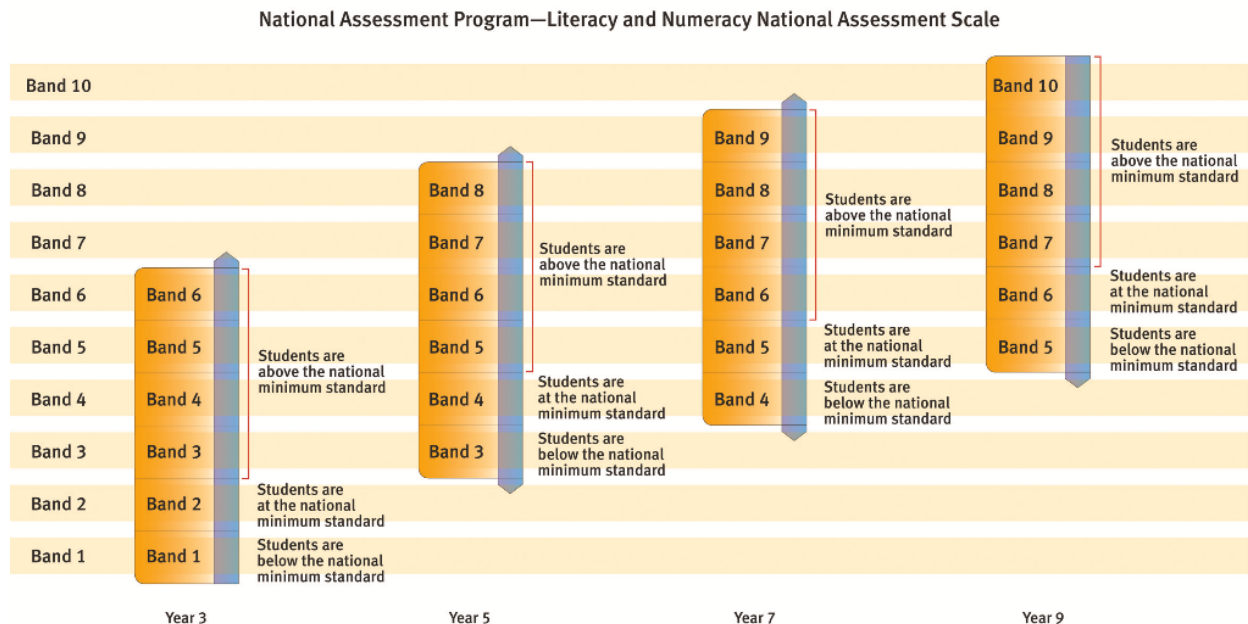 National Assessment Program—Literacy and Numeracy National Assessment Scale
Band 10
Band 9
Band 8
Band 7
Band 6
Band 5
Band 4
Band 3
Band 2
Band 1
Band 6
Band 5
Band 4
Band 3
Band 2
Band 1
Students are
above the national
minimum standard
Students are
at the national
minimum standard
Students are
below the national
minimum standard
Year 3
Band 8
Band 7
Band 6
Band 5
Band 4
Band 3
Students are
above the national
minimum standard
Students are
at the national
minimum standard
Students are
below the national
minimum standard
Year 5
Band 9
Band 8
Band 7
Band 6
Band 5
Band 4
Students are
above the national
minimum standard
Students are
at the national
minimum standard
Students are
below the national
minimum standard
Year 7
Band 10
Band 9
Band 8
Band 7
Band 6
Band 5
Students are
above the national
minimum standard
Students are
at the national
minimum standard
Students are
below the national
minimum standard
Year 9